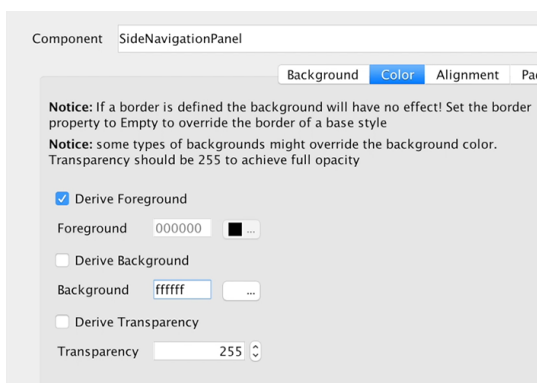 Component SideNavigationPanel
Background Color Alignment
Notice: If a border is defined the background will have no effect! Set the border
property to Empty to override the border of a base style
Notice: some types of backgrounds might override the background color.
Transparency should be 255 to achieve full opacity
Derive Foreground
Foreground 000000 ...
Derive Background
Background ffffff ...
Derive Transparency
Transparency 255